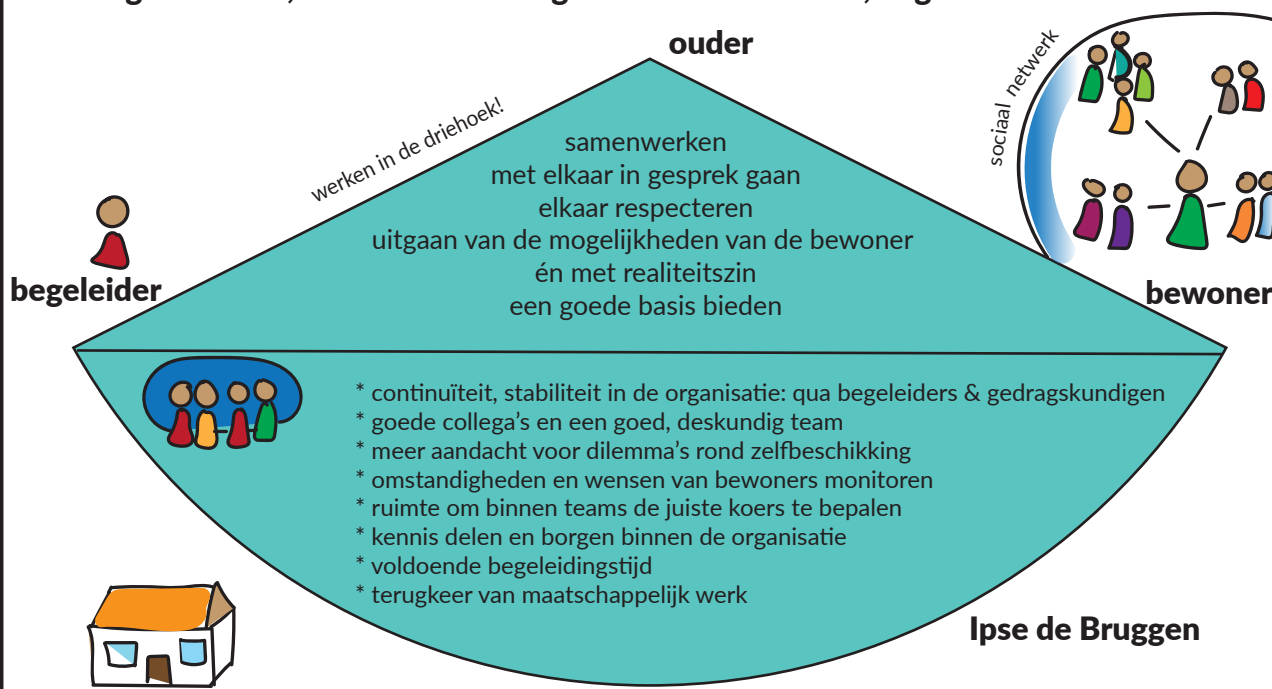 ouder
sociaal netwerk
werken in de driehoek!
samenwerken
met elkaar in gesprek gaan
elkaar respecteren
uitgaan van de mogelijkheden van de bewoner
én met realiteitszin
een goede basis bieden
begeleider
bewoner
* continuïteit, stabiliteit in de organisatie: qua begeleiders & gedragskundigen
* goede collega's en een goed, deskundig team
* meer aandacht voor dilemma's rond zelfbeschikking
* omstandigheden en wensen van bewoners monitoren
* ruimte om binnen teams de juiste koers te bepalen
* kennis delen en borgen binnen de organisatie
* voldoende begeleidingstijd
* terugkeer van maatschappelijk werk
Ipse de Bruggen